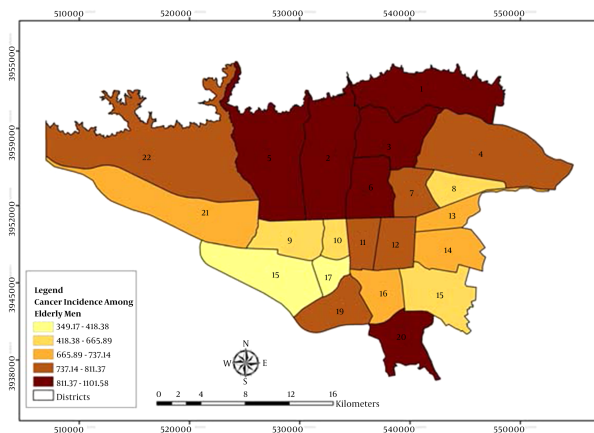 510000 520000 530000 540000 550000
3955000
3959000
3952000
3945000
3938000
1
3
4
22
5
2
6
7
8
21
13
9
10
11
12
14
15
17
16
15
19
20
Legend
Cancer Incidence Among
Elderly Men
349.17 - 418.38
418.38 - 665.89
665.89 - 737.14
737.14 - 811.37
811.37 - 1101.58
Districts
N
W E
S
0 2 4 8 12 16
Kilometers
510000 520000 530000 540000 550000